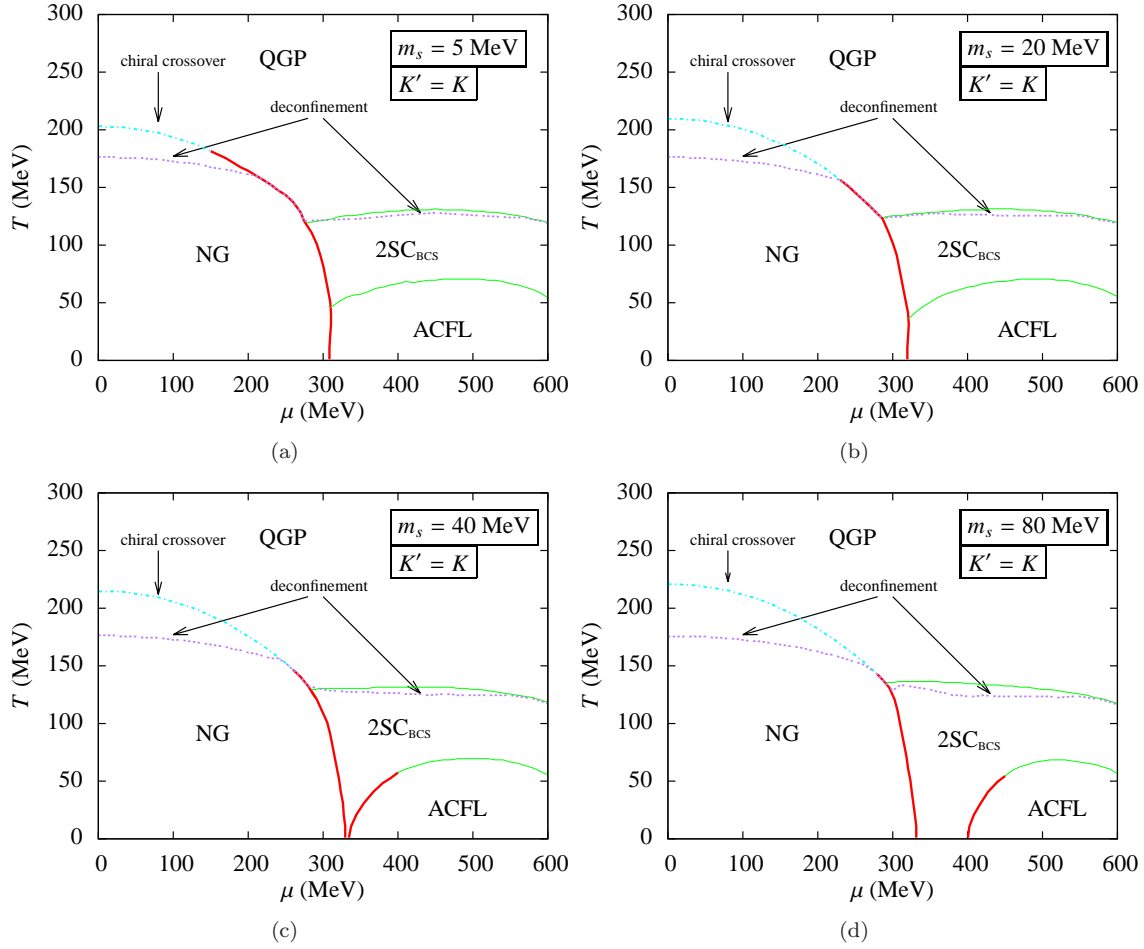 300
250
200
150
100
50
0
T (MeV)
QGP
m_s = 5 MeV
K′ = K
chiral crossover
deconfinement
NG
2SC_BCS
ACFL
0 100 200 300 400 500 600
μ (MeV)
(a)
300
250
200
150
100
50
0
T (MeV)
QGP
m_s = 20 MeV
K′ = K
chiral crossover
deconfinement
NG
2SC_BCS
ACFL
0 100 200 300 400 500 600
μ (MeV)
(b)
300
250
200
150
100
50
0
T (MeV)
QGP
m_s = 40 MeV
K′ = K
chiral crossover
deconfinement
NG
2SC_BCS
ACFL
0 100 200 300 400 500 600
μ (MeV)
(c)
300
250
200
150
100
50
0
T (MeV)
QGP
m_s = 80 MeV
K′ = K
chiral crossover
deconfinement
NG
2SC_BCS
ACFL
0 100 200 300 400 500 600
μ (MeV)
(d)